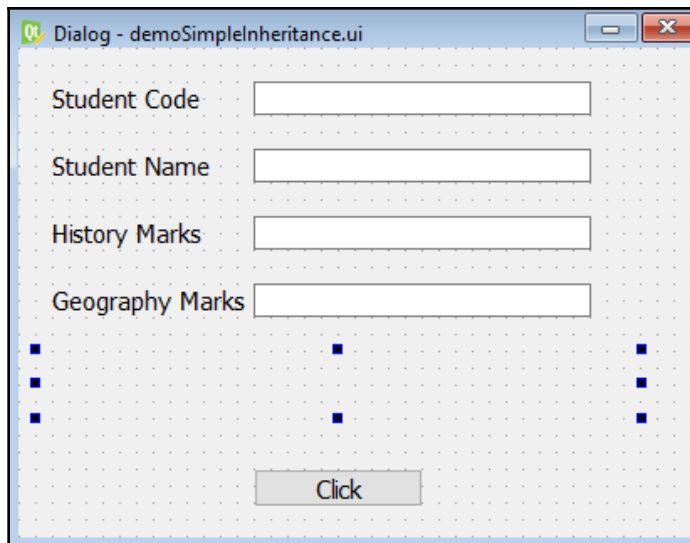 Dialog - demoSimpleInheritance.ui
Student Code
Student Name
History Marks
Geography Marks
Click